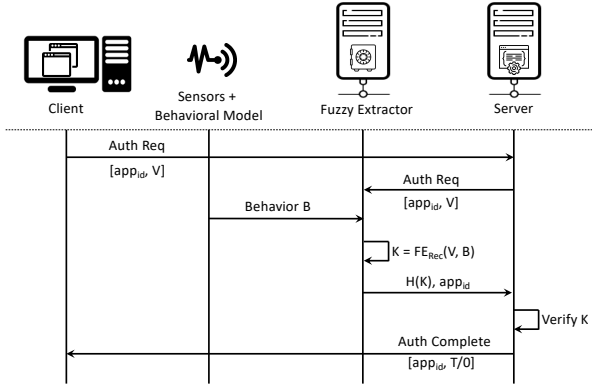 Client
Sensors +
Behavioral Model
Fuzzy Extractor
Server
Auth Req
[app_id, V]
Auth Req
[app_id, V]
Behavior B
K = FE_Rec(V, B)
H(K), app_id
Verify K
Auth Complete
[app_id, T/0]